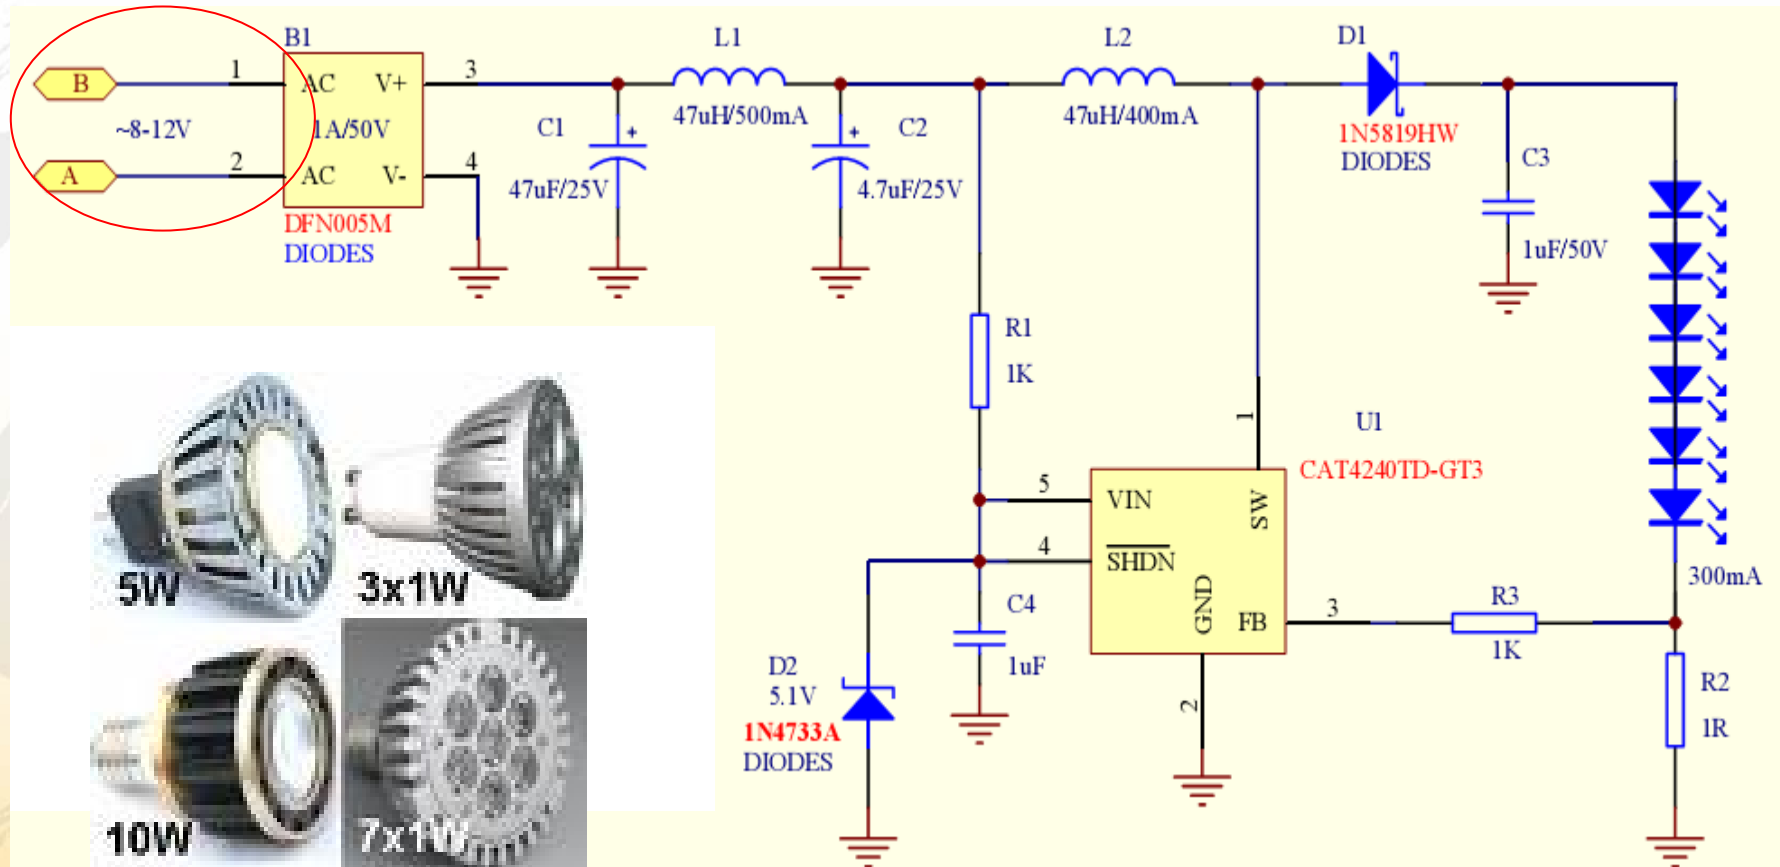 B1
L1
L2
D1
B
1
AC
V+
3
~8-12V
1A/50V
A
2
AC
V-
4
DFN005M
DIODES
C1
+
47uF/25V
47uH/500mA
+
C2
4.7uF/25V
47uH/400mA
1N5819HW
DIODES
C3
1uF/50V
R1
1K
1
U1
CAT4240TD-GT3
5
VIN
SW
4
SHDN
GND
FB
3
R3
1K
300mA
C4
1uF
D2
5.1V
1N4733A
DIODES
2
R2
1R
5W
3x1W
10W
7x1W